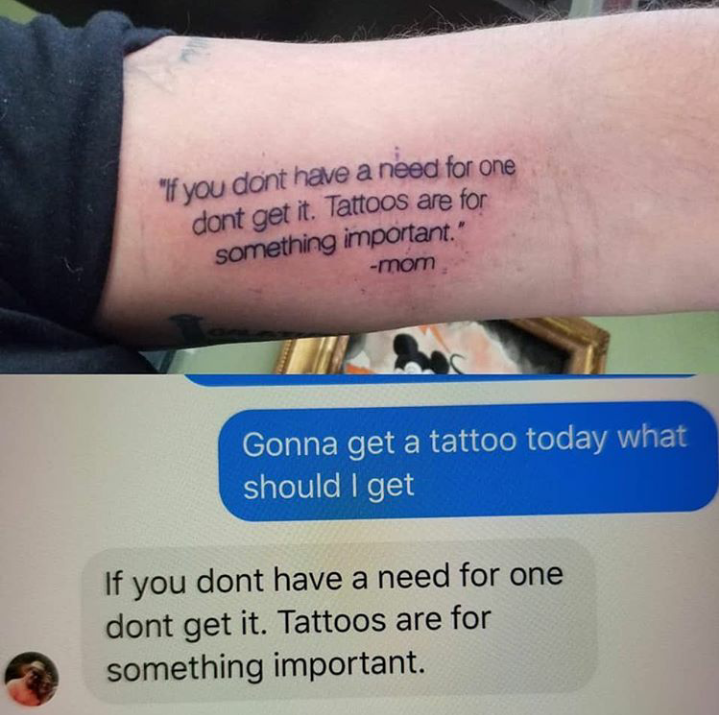 "If you dont have a need for one
dont get it. Tattoos are for
something important."
-mom
Gonna get a tattoo today what
should I get
If you dont have a need for one
dont get it. Tattoos are for
something important.